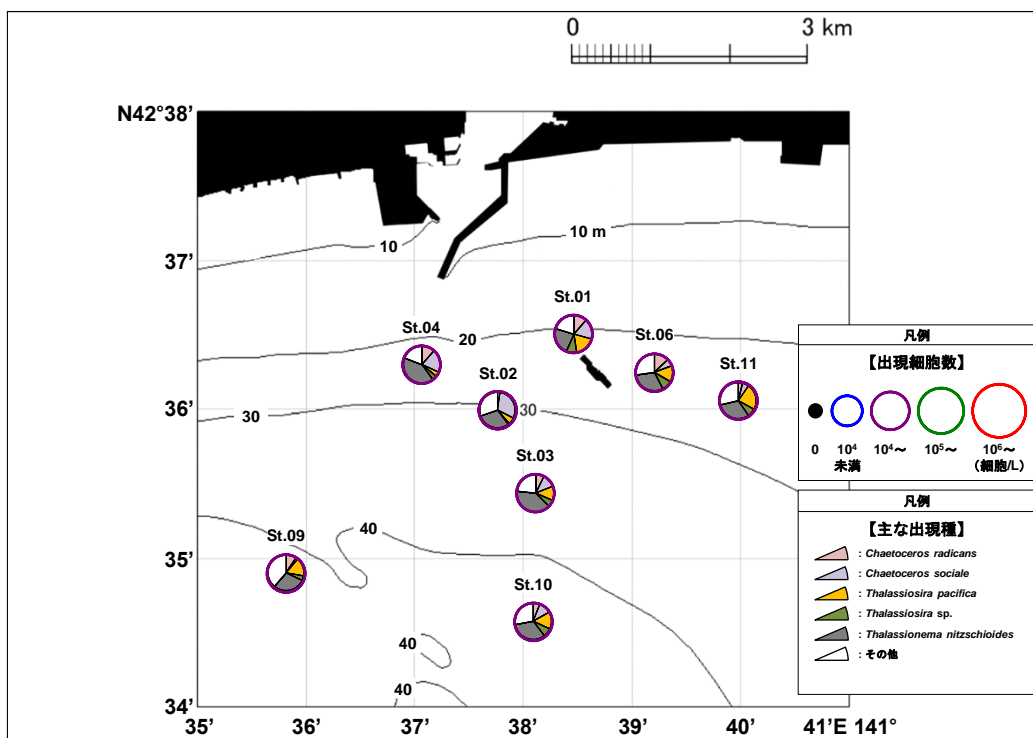 0 3 km
N42°38’
10 10 m
37’
St.01
St.04
20
St.06
St.11
St.02
36’
30 30
St.03
40
St.09
35’
St.10
40
40
34’
35’ 36’ 37’ 38’ 39’ 40’ 41’E 141°
凡例
【出現細胞数】
0 10⁴ 10⁴～ 10⁵～ 10⁶～
未満 (細胞/L)
凡例
【主な出現種】
: Chaetoceros radicans
: Chaetoceros sociale
: Thalassiosira pacifica
: Thalassiosira sp.
: Thalassionema nitzschioides
: その他